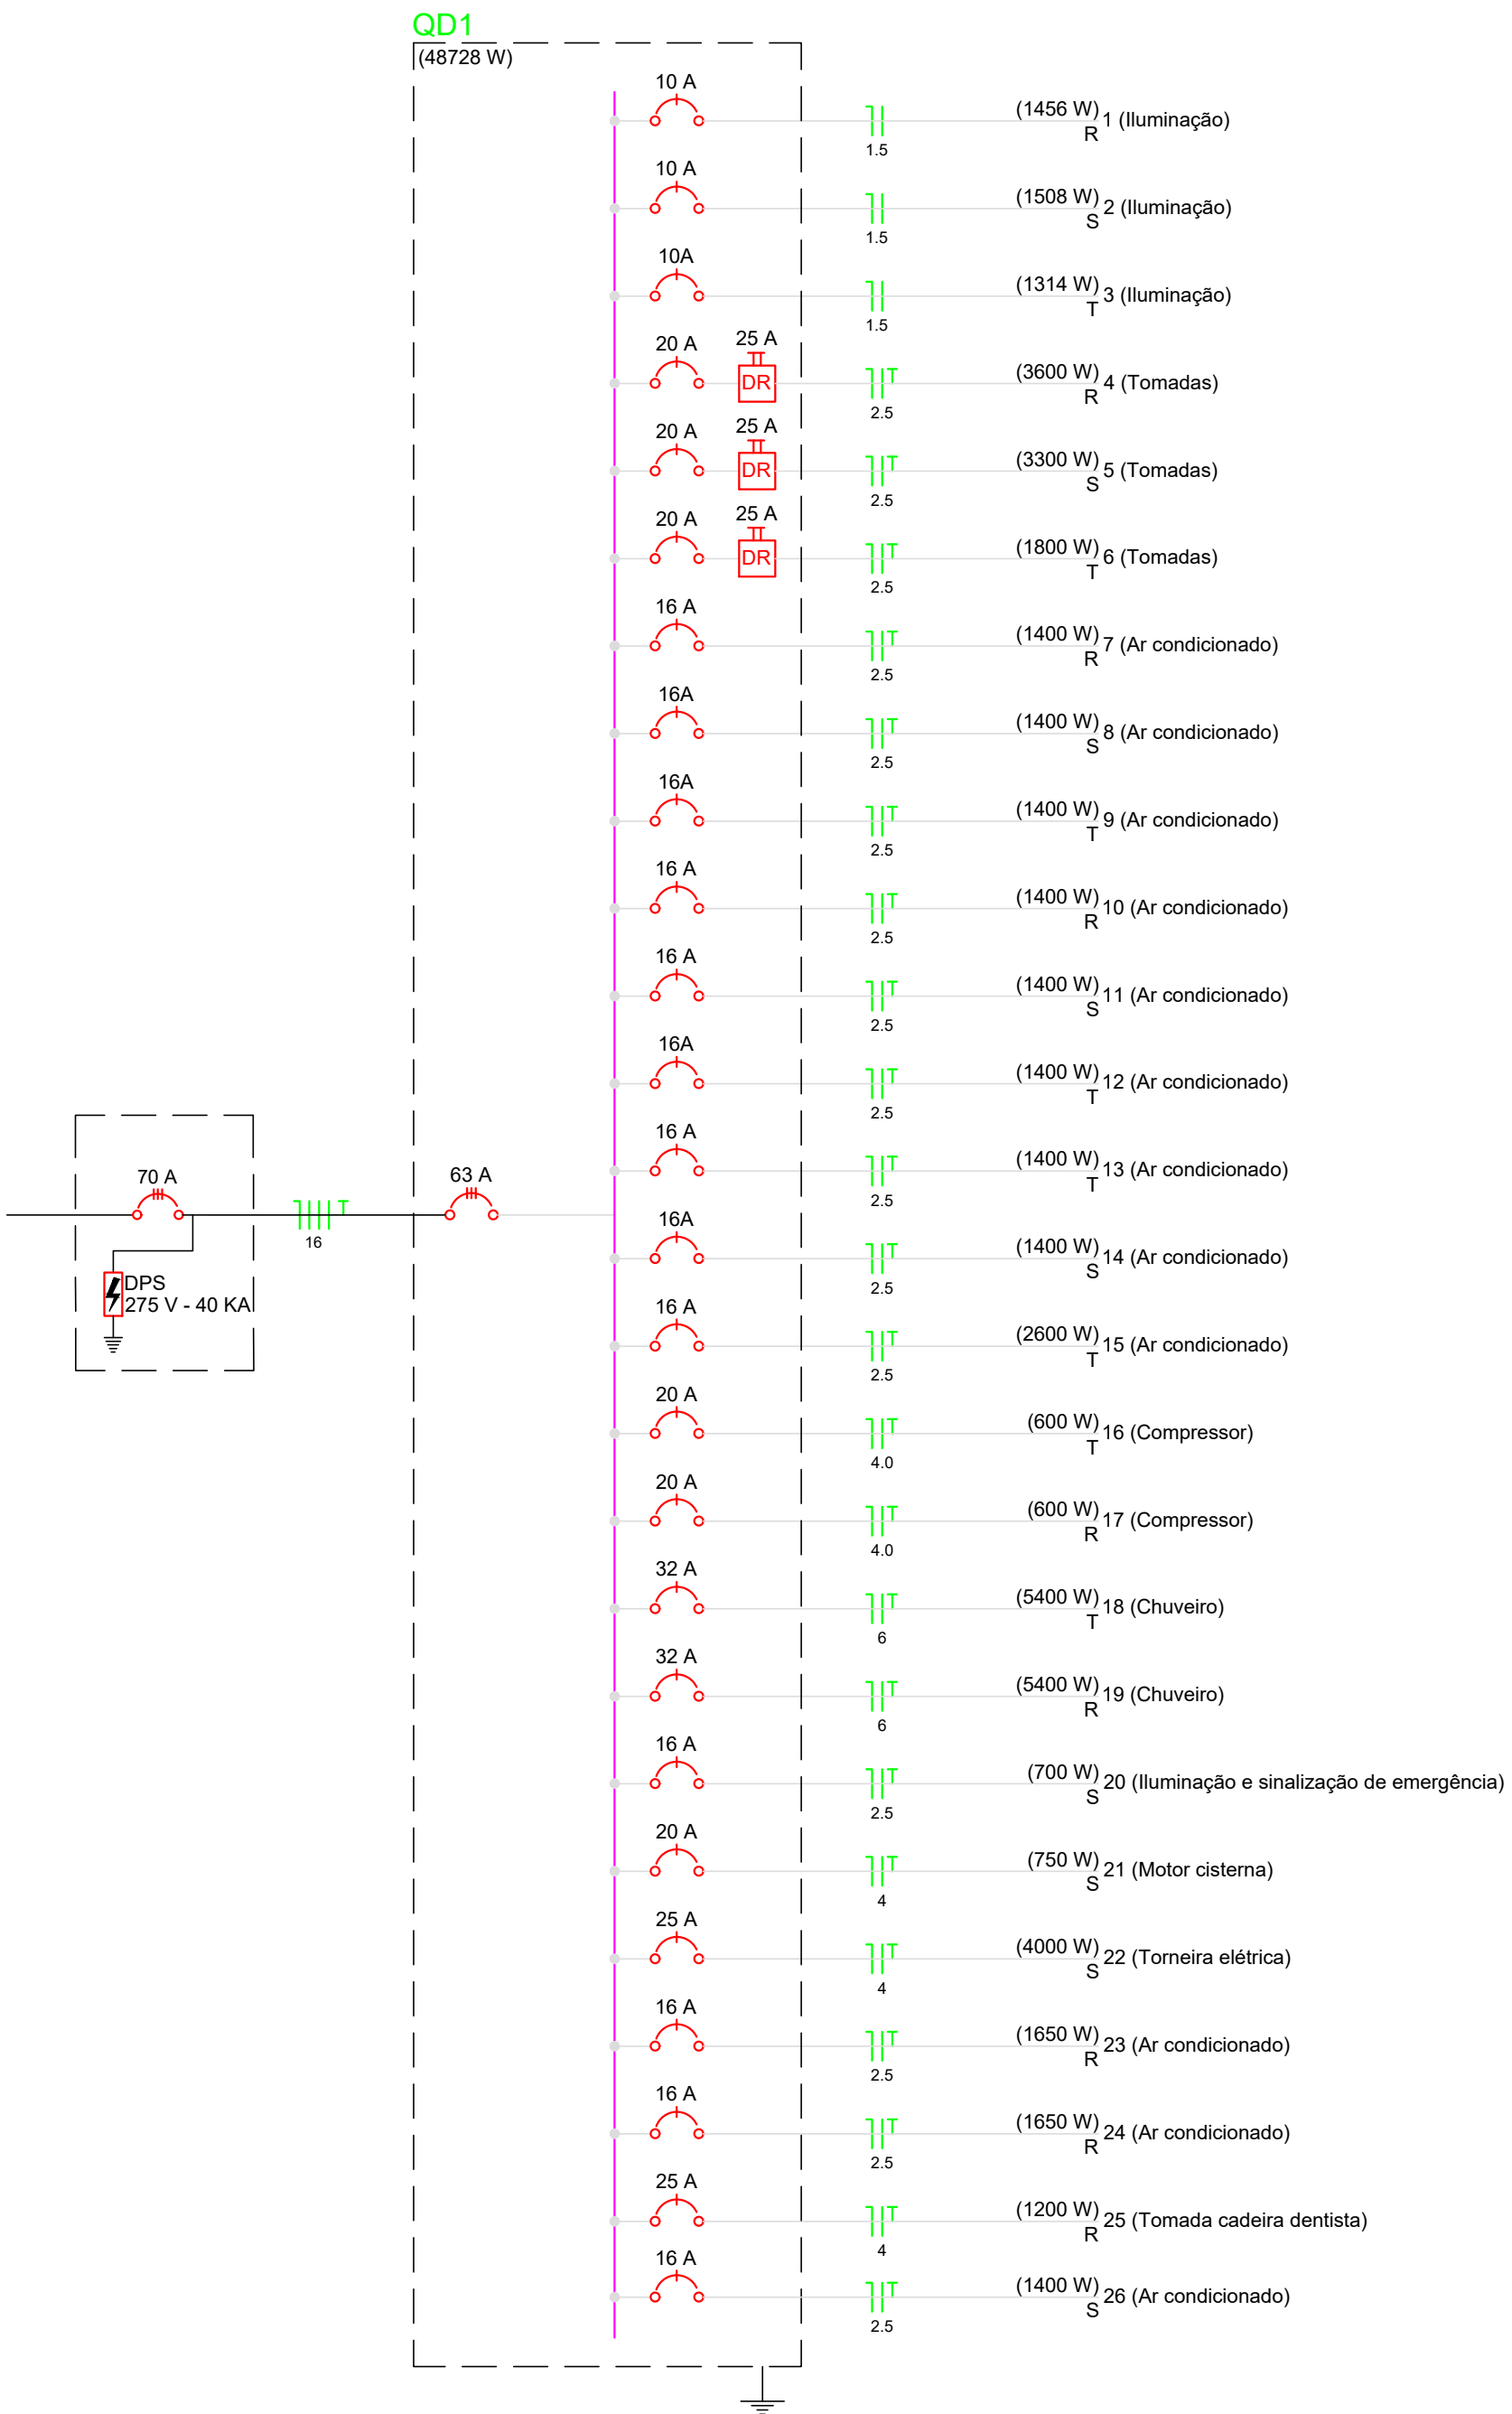 QD1
(48728 W)
10 A
(1456 W)
R
1 (Iluminação)
1.5
10 A
(1508 W)
S
2 (Iluminação)
1.5
10A
(1314 W)
T
3 (Iluminação)
1.5
20 A
25 A
DR
(3600 W)
R
4 (Tomadas)
2.5
20 A
25 A
DR
(3300 W)
S
5 (Tomadas)
2.5
20 A
25 A
DR
(1800 W)
T
6 (Tomadas)
2.5
16 A
(1400 W)
R
7 (Ar condicionado)
2.5
16A
(1400 W)
S
8 (Ar condicionado)
2.5
16A
(1400 W)
T
9 (Ar condicionado)
2.5
16 A
(1400 W)
R
10 (Ar condicionado)
2.5
16 A
(1400 W)
S
11 (Ar condicionado)
2.5
16A
(1400 W)
T
12 (Ar condicionado)
2.5
16 A
(1400 W)
T
13 (Ar condicionado)
2.5
70 A
16
63 A
DPS
275 V - 40 KA
16A
(1400 W)
S
14 (Ar condicionado)
2.5
16 A
(2600 W)
T
15 (Ar condicionado)
2.5
20 A
(600 W)
T
16 (Compressor)
4.0
20 A
(600 W)
R
17 (Compressor)
4.0
32 A
(5400 W)
T
18 (Chuveiro)
6
32 A
(5400 W)
R
19 (Chuveiro)
6
16 A
(700 W)
S
20 (Iluminação e sinalização de emergência)
2.5
20 A
(750 W)
S
21 (Motor cisterna)
4
25 A
(4000 W)
S
22 (Torneira elétrica)
4
16 A
(1650 W)
R
23 (Ar condicionado)
2.5
16 A
(1650 W)
R
24 (Ar condicionado)
2.5
25 A
(1200 W)
R
25 (Tomada cadeira dentista)
4
16 A
(1400 W)
S
26 (Ar condicionado)
2.5